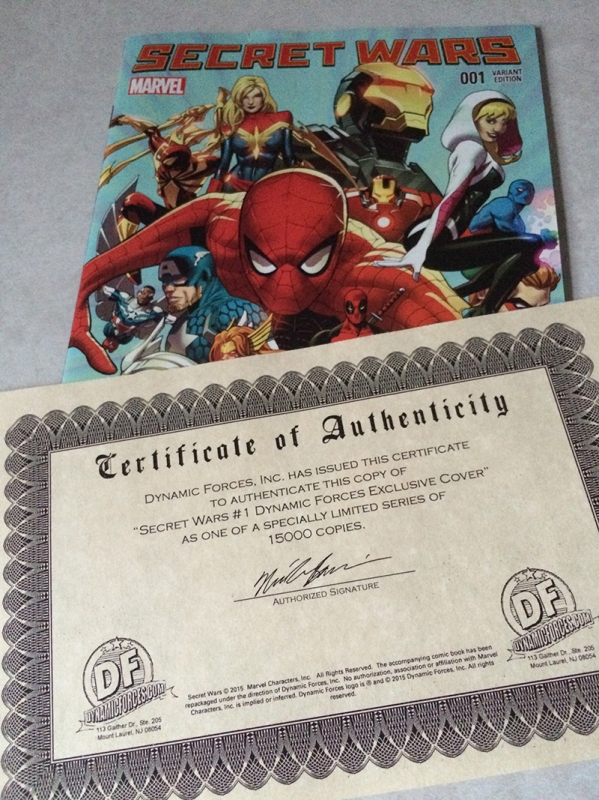 SECRET WARS
MARVEL
001 VARIANT
EDITION
Certificate of Authenticity
DYNAMIC FORCES, INC. HAS ISSUED THIS CERTIFICATE
TO AUTHENTICATE THIS COPY OF
"SECRET WARS #1 DYNAMIC FORCES EXCLUSIVE COVER"
AS ONE OF A SPECIALLY LIMITED SERIES OF
15000 COPIES.
AUTHORIZED SIGNATURE
DF
DYNAMICFORCES.COM
113 Gaither Dr., Ste. 205
Mount Laurel, NJ 08054
Secret Wars © 2015 Marvel Characters, Inc. All Rights Reserved. The accompanying comic book has been
repackaged under the direction of Dynamic Forces, Inc. No authorization, association or affiliation with Marvel
Characters, Inc. is implied or inferred. Dynamic Forces logo is ® and © 2015 Dynamic Forces, Inc. All rights
reserved.
DF
DYNAMICFORCES.COM
113 Gaither Dr., Ste. 205
Mount Laurel, NJ 08054